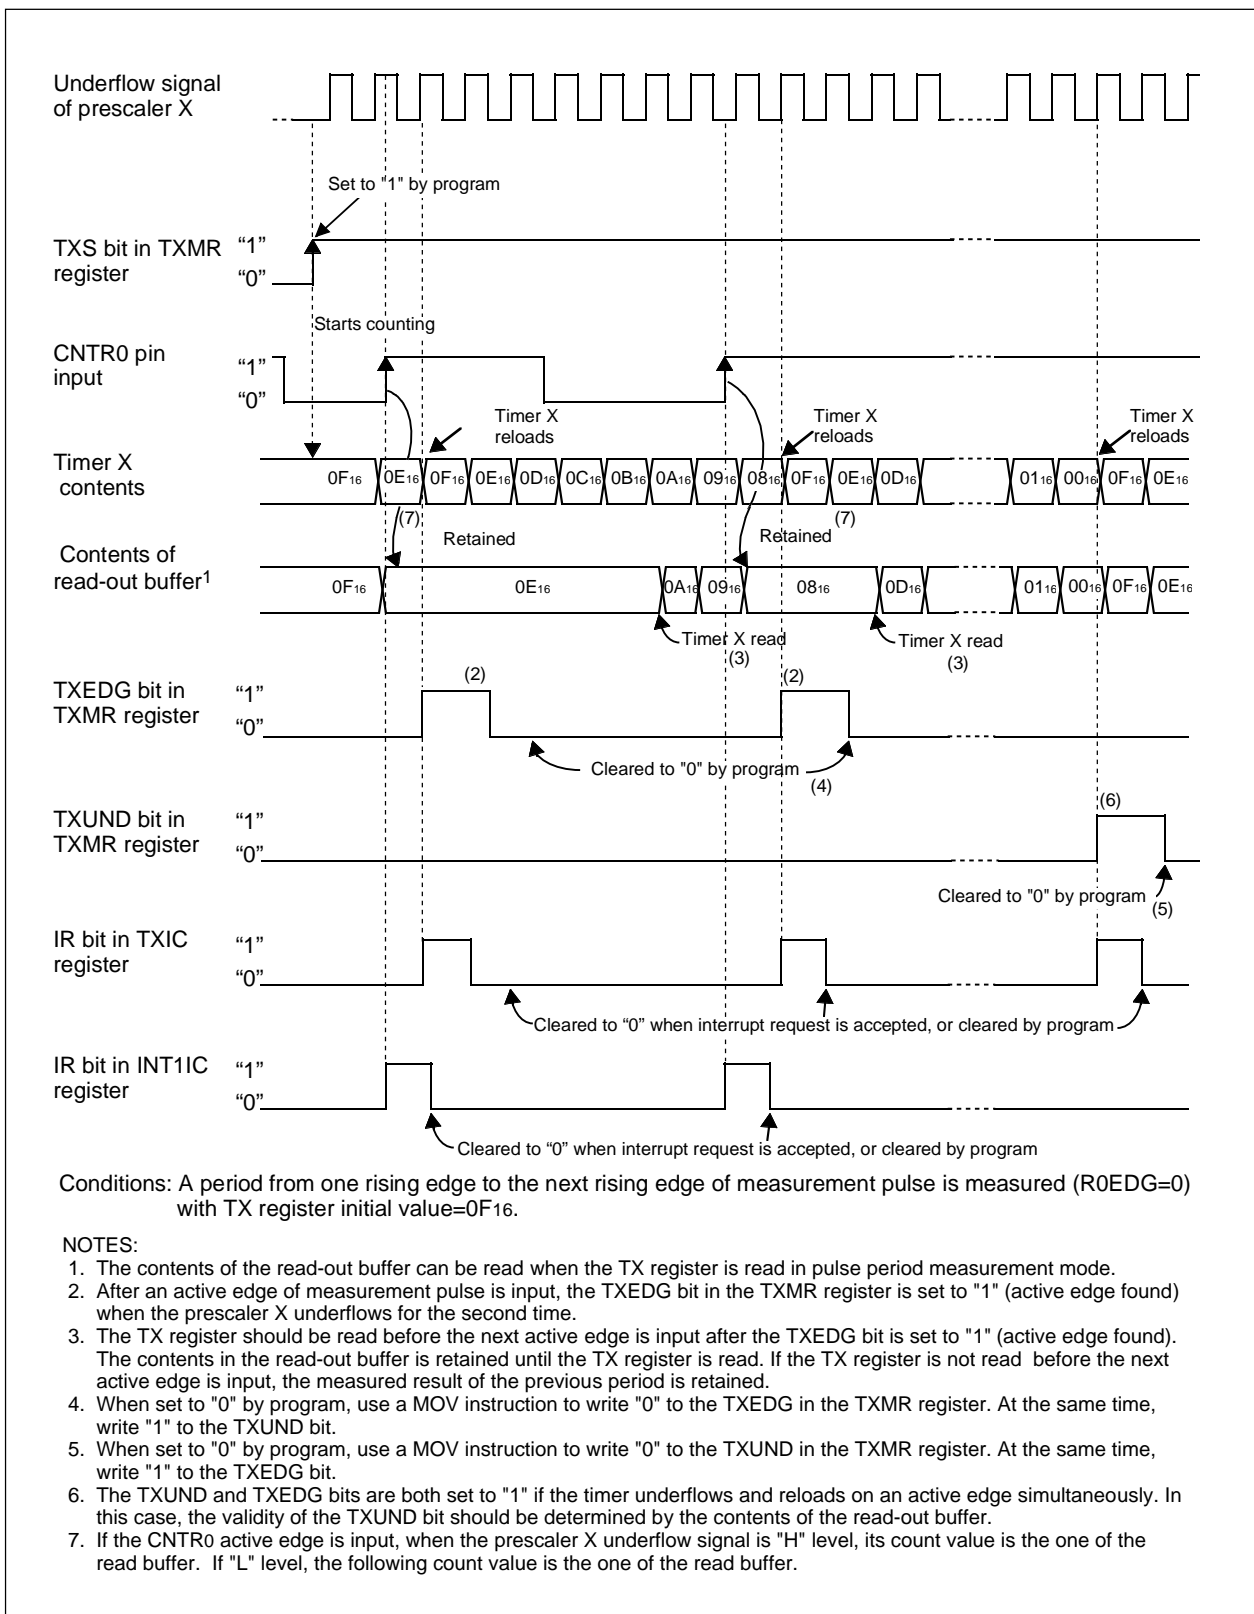 Underflow signal
of prescaler X
Set to "1" by program
TXS bit in TXMR
register
“1”
“0”
Starts counting
CNTR0 pin
input
“1”
“0”
Timer X
reloads
Timer X
reloads
Timer X
reloads
Timer X
contents
0F16 0E16 0F16 0E16 0D16 0C16 0B16 0A16 0916 0816 0F16 0E16 0D16 0116 0016 0F16 0E16
(7)
(7)
Retained
Retained
Contents of
read-out buffer1
0F16 0E16 0A16 0916 0816 0D16 0116 0016 0F16 0E16
Timer X read
(3)
Timer X read
(3)
TXEDG bit in
TXMR register
“1”
“0”
(2)
(2)
Cleared to "0" by program
(4)
TXUND bit in
TXMR register
“1”
“0”
(6)
Cleared to "0" by program
(5)
IR bit in TXIC
register
“1”
“0”
Cleared to “0” when interrupt request is accepted, or cleared by program
IR bit in INT1IC
register
“1”
“0”
Cleared to “0” when interrupt request is accepted, or cleared by program
Conditions: A period from one rising edge to the next rising edge of measurement pulse is measured (R0EDG=0)
with TX register initial value=0F16.
NOTES:
1. The contents of the read-out buffer can be read when the TX register is read in pulse period measurement mode.
2. After an active edge of measurement pulse is input, the TXEDG bit in the TXMR register is set to "1" (active edge found)
when the prescaler X underflows for the second time.
3. The TX register should be read before the next active edge is input after the TXEDG bit is set to "1" (active edge found).
The contents in the read-out buffer is retained until the TX register is read. If the TX register is not read before the next
active edge is input, the measured result of the previous period is retained.
4. When set to "0" by program, use a MOV instruction to write "0" to the TXEDG in the TXMR register. At the same time,
write "1" to the TXUND bit.
5. When set to "0" by program, use a MOV instruction to write "0" to the TXUND in the TXMR register. At the same time,
write "1" to the TXEDG bit.
6. The TXUND and TXEDG bits are both set to "1" if the timer underflows and reloads on an active edge simultaneously. In
this case, the validity of the TXUND bit should be determined by the contents of the read-out buffer.
7. If the CNTR0 active edge is input, when the prescaler X underflow signal is "H" level, its count value is the one of the
read buffer. If "L" level, the following count value is the one of the read buffer.